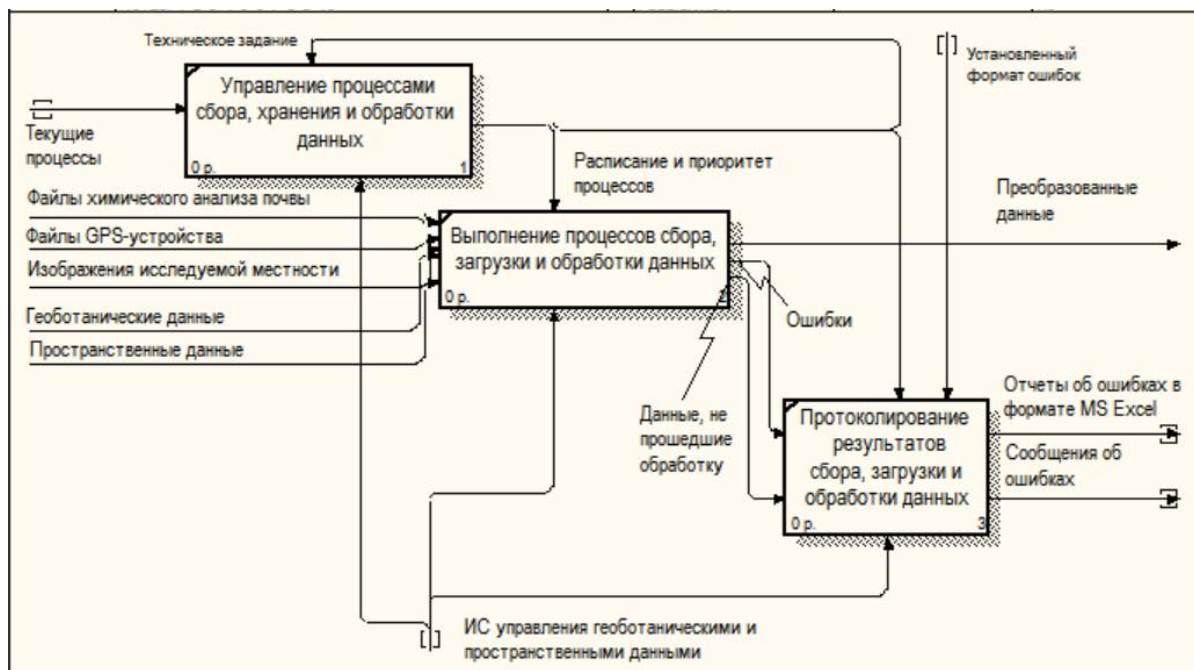 Техническое задание
Установленный
формат ошибок
Управление процессами
сбора, хранения и обработки
данных
0 р.
1
Текущие
процессы
Расписание и приоритет
процессов
Файлы химического анализа почвы
Файлы GPS-устройства
Изображения исследуемой местности
Геоботанические данные
Пространственные данные
Выполнение процессов сбора,
загрузки и обработки данных
0 р.
2
Преобразованные
данные
Ошибки
Данные, не
прошедшие
обработку
Протоколирование
результатов
сбора, загрузки и
обработки данных
0 р.
3
Отчеты об ошибках в
формате MS Excel
Сообщения об
ошибках
ИС управления геоботаническими и
пространственными данными